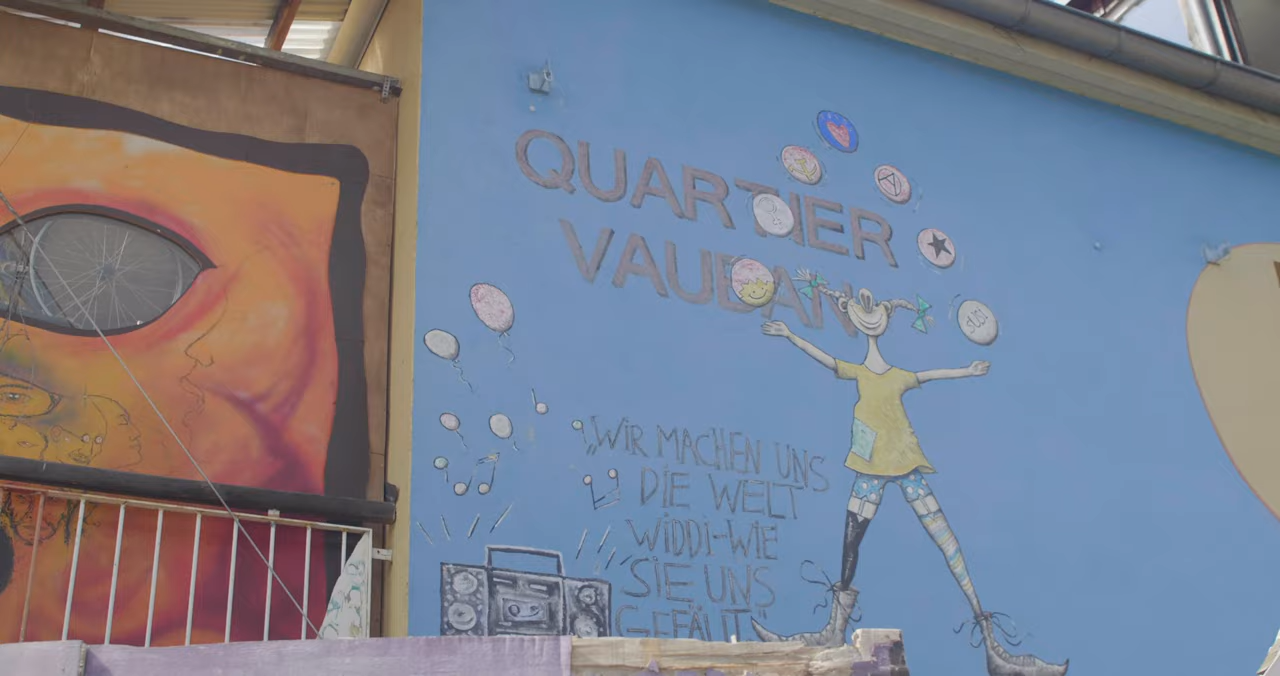 QUARTIER
VAUBAN
„WIR MACHEN UNS
DIE WELT
WIDDI-WIE
SIE UNS
GEFÄLLT"